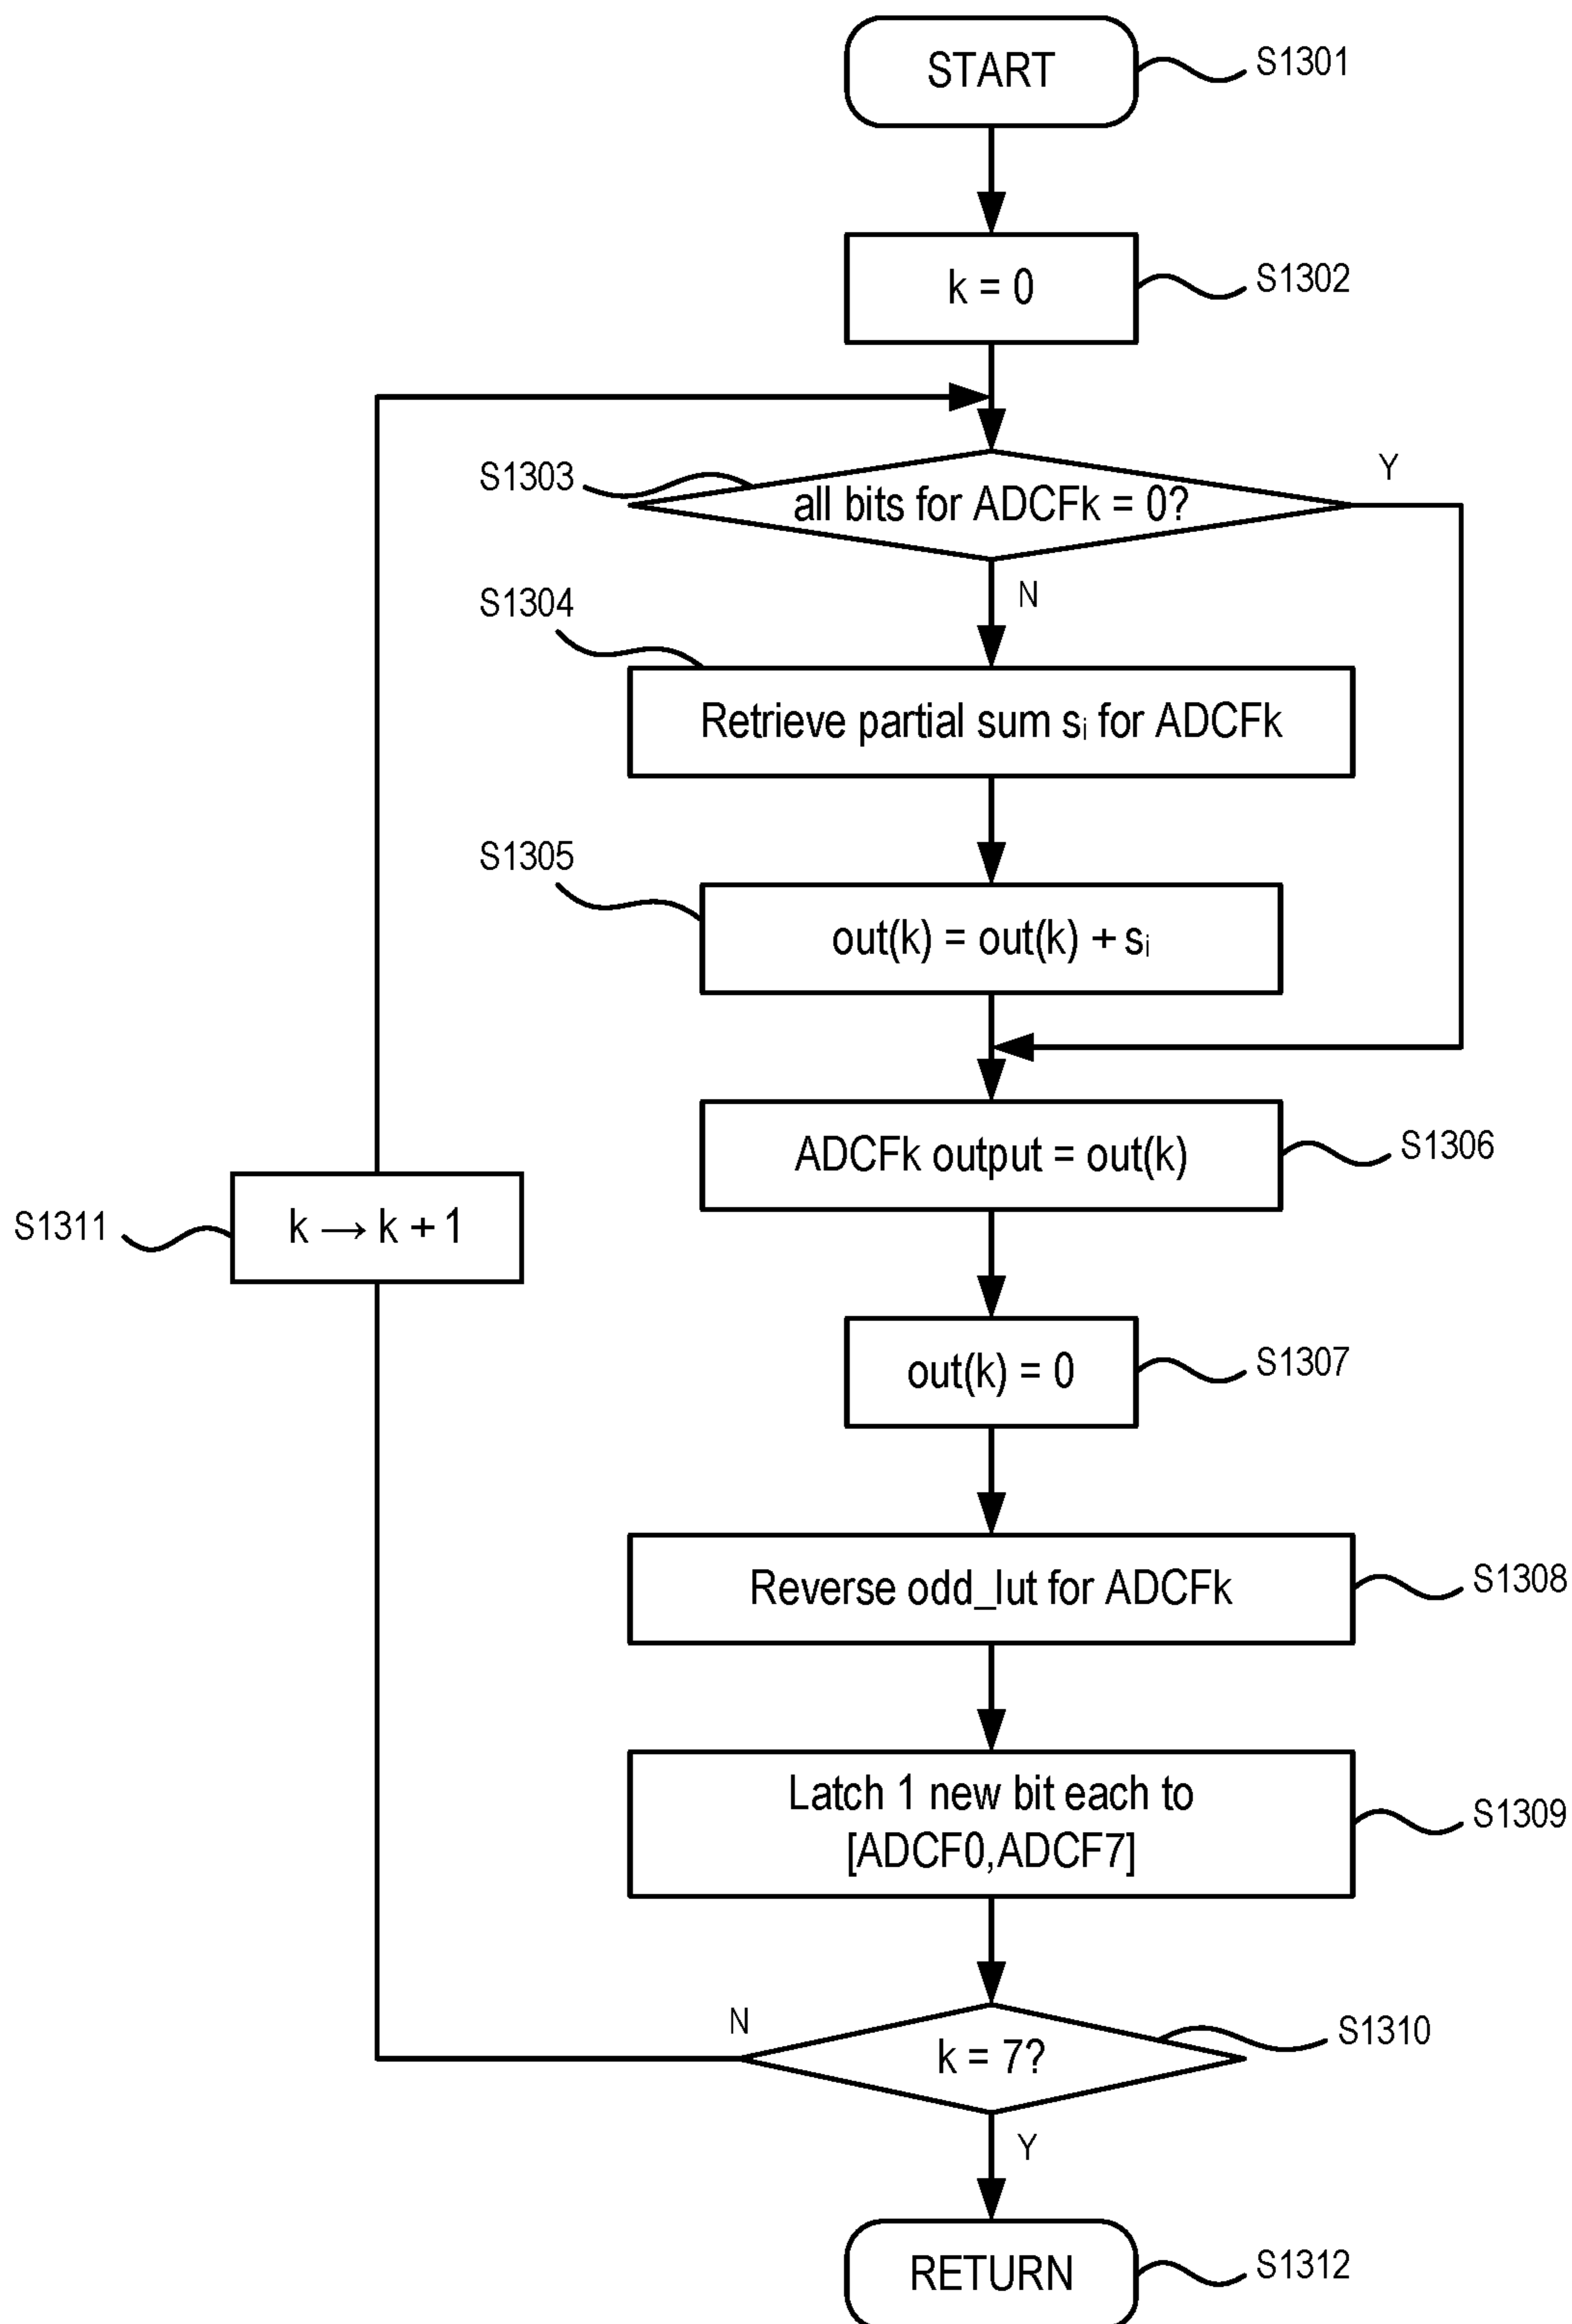 START
S1301
k = 0
S1302
S1303
all bits for ADCFk = 0?
Y
N
S1304
Retrieve partial sum sᵢ for ADCFk
S1305
out(k) = out(k) + sᵢ
ADCFk output = out(k)
S1306
S1311
k → k + 1
out(k) = 0
S1307
Reverse odd_lut for ADCFk
S1308
Latch 1 new bit each to
[ADCF0,ADCF7]
S1309
N
k = 7?
S1310
Y
RETURN
S1312